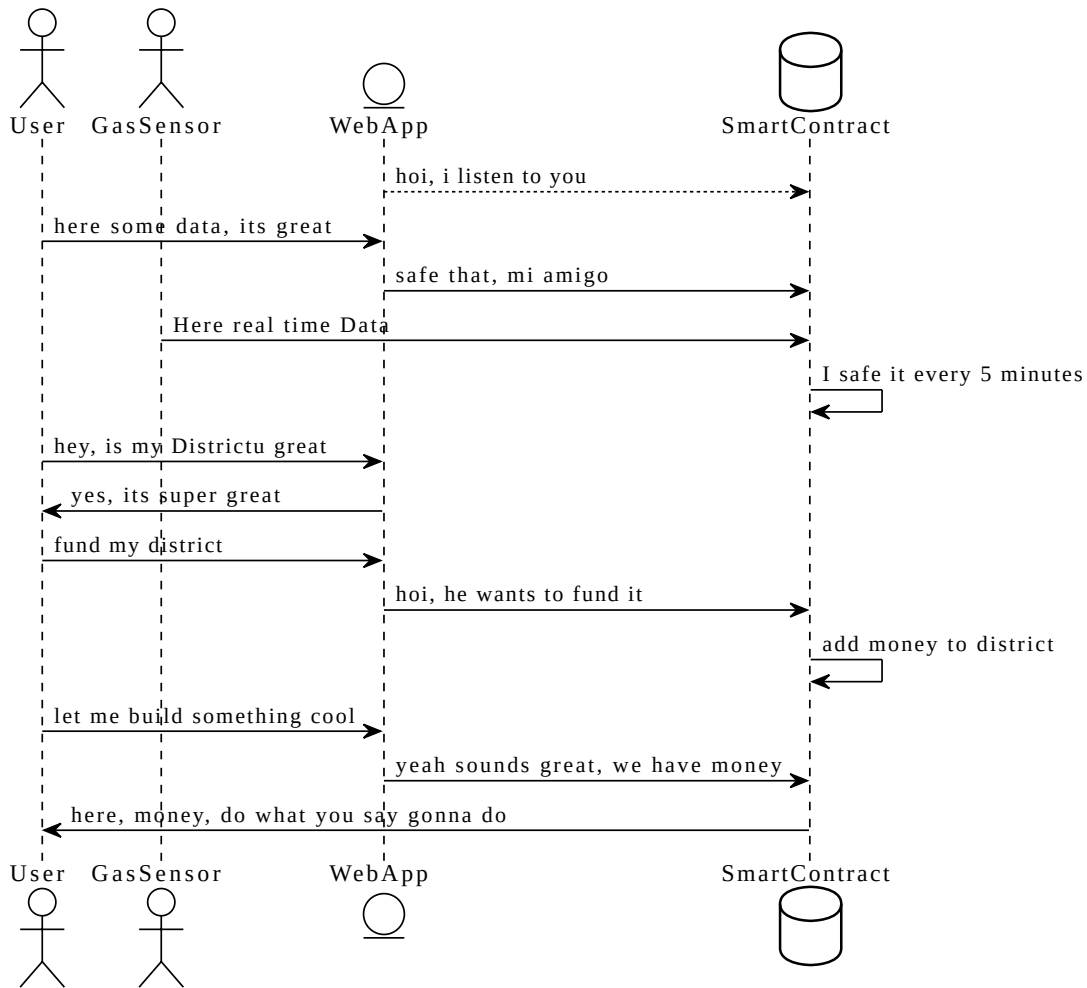 User GasSensor WebApp SmartContract
hoi, i listen to you
here some data, its great
safe that, mi amigo
Here real time Data
I safe it every 5 minutes
hey, is my Districtu great
yes, its super great
fund my district
hoi, he wants to fund it
add money to district
let me build something cool
yeah sounds great, we have money
here, money, do what you say gonna do
User GasSensor WebApp SmartContract